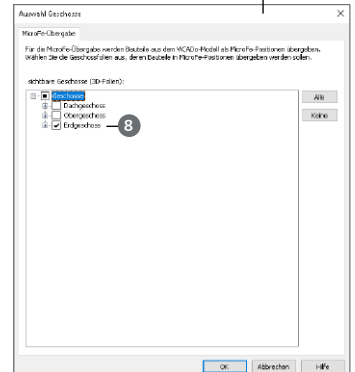 Auswahl Geschosse
MicroFe-Übergabe
Für die MicroFe-Übergabe werden Bauteile aus dem ViCADo-Modell als MicroFe-Positionen übergeben.
Wählen Sie die Geschossfolien aus, deren Bauteile in MicroFe-Positionen übergeben werden sollen.
sichtbare Geschosse (3D-Folien):
Geschosse
Alle
Dachgeschoss
Obergeschoss
Keine
Erdgeschoss
8
OK Abbrechen Hilfe